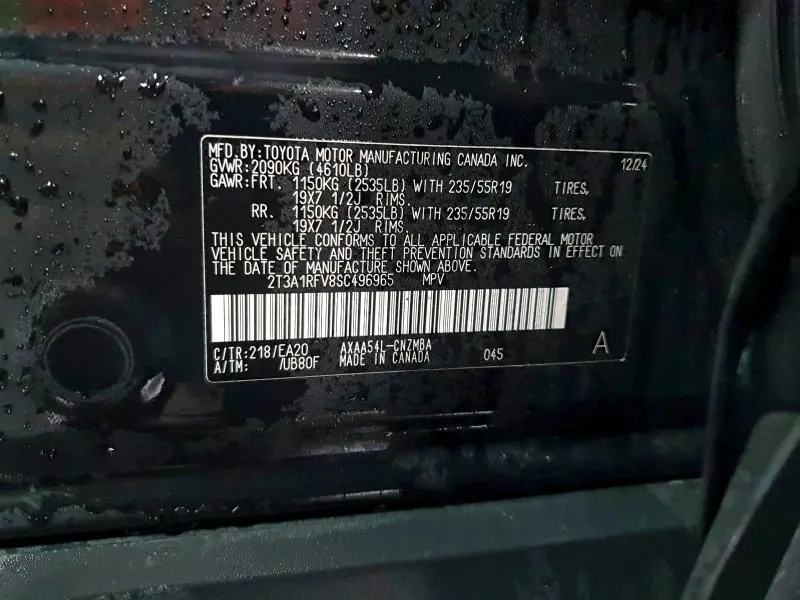 MFD.BY:TOYOTA MOTOR MANUFACTURING CANADA INC. 12/24
GVWR:2090KG (4610LB)
GAWR:FRT. 1150KG (2535LB) WITH 235/55R19 TIRES,
19X7 1/2J RIMS.
RR. 1150KG (2535LB) WITH 235/55R19 TIRES,
19X7 1/2J RIMS.
THIS VEHICLE CONFORMS TO ALL APPLICABLE FEDERAL MOTOR
VEHICLE SAFETY AND THEFT PREVENTION STANDARDS IN EFFECT ON
THE DATE OF MANUFACTURE SHOWN ABOVE.
2T3A1RFV8SC496965 MPV
C/TR:218/EA20 AXAA54L-CNZMBA 045 A
A/TM: /UB80F MADE IN CANADA